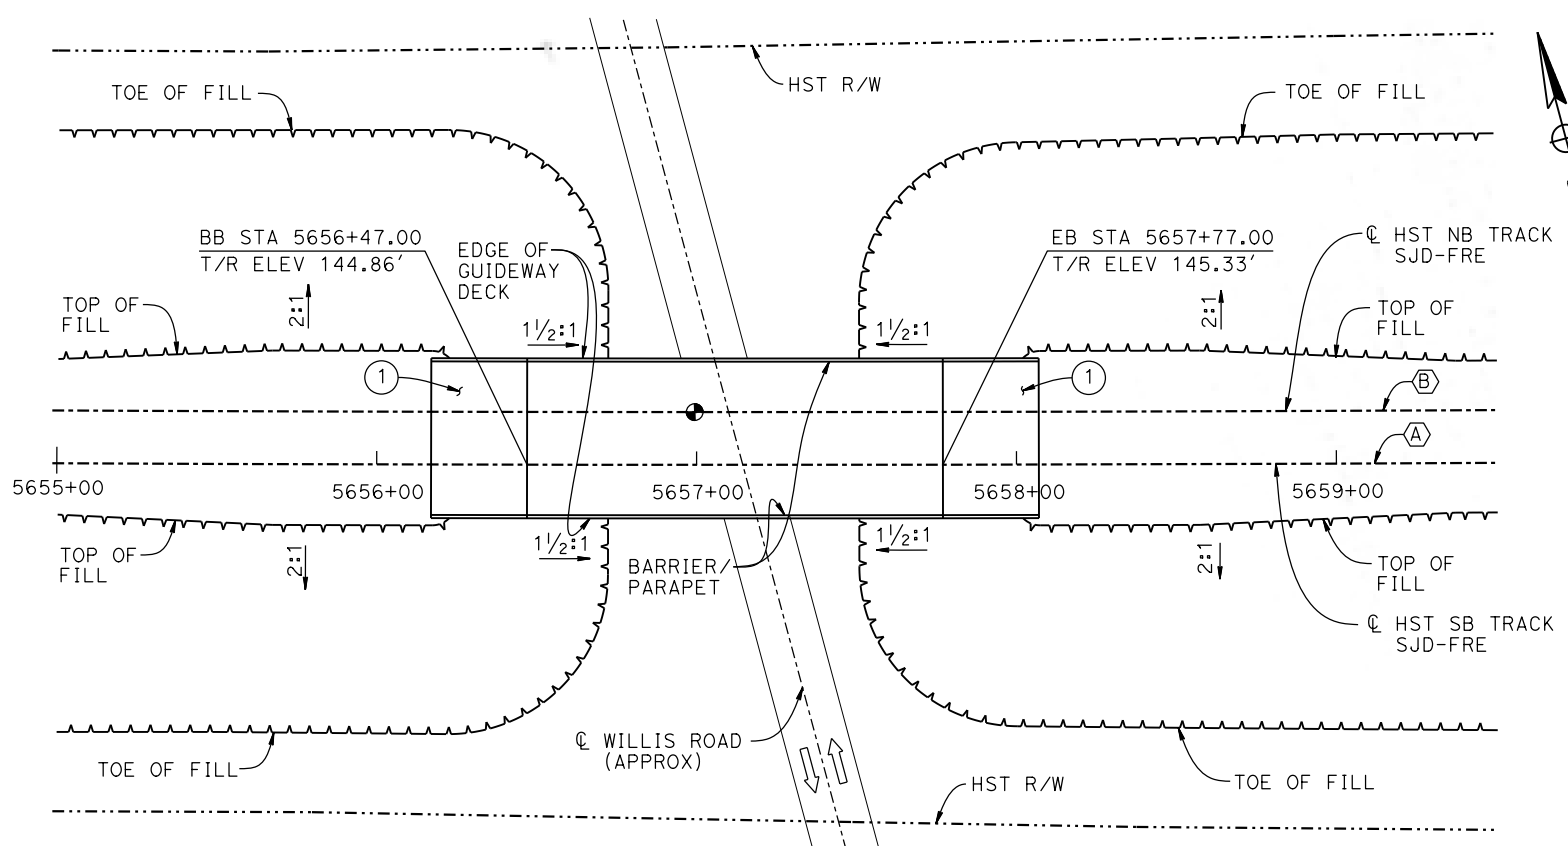 HST R/W
TOE OF FILL
TOE OF FILL
BB STA 5656+47.00
T/R ELEV 144.86'
EDGE OF
GUIDEWAY
DECK
EB STA 5657+77.00
T/R ELEV 145.33'
℄ HST NB TRACK
SJD-FRE
TOP OF
FILL
2:1
1½:1
1½:1
2:1
TOP OF
FILL
1
1
B
A
5655+00
5656+00
5657+00
5658+00
5659+00
TOP OF
FILL
2:1
1½:1
BARRIER/
PARAPET
1½:1
2:1
TOP OF
FILL
℄ HST SB TRACK
SJD-FRE
℄ WILLIS ROAD
(APPROX)
TOE OF FILL
HST R/W
TOE OF FILL